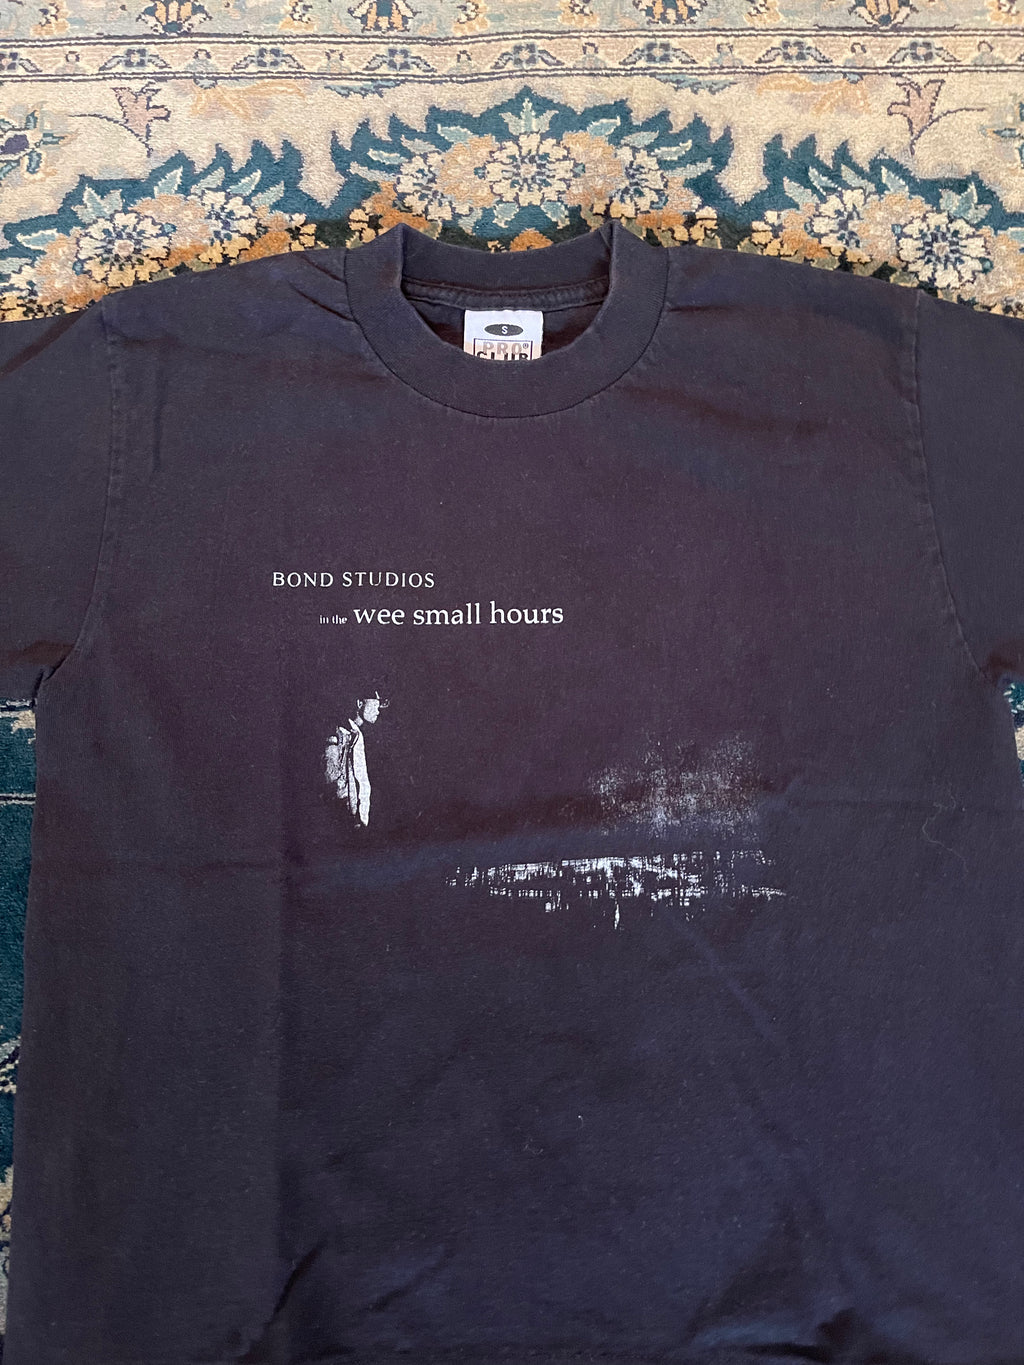 S
PRO®
CLUB
BOND STUDIOS
in the wee small hours